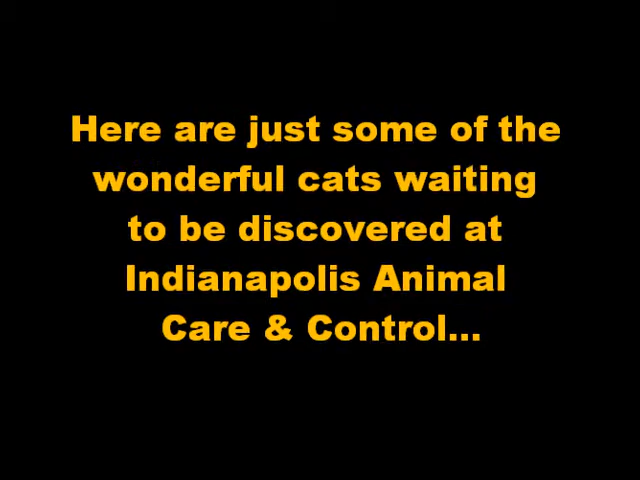 Here are just some of the
wonderful cats waiting
to be discovered at
Indianapolis Animal
Care & Control...